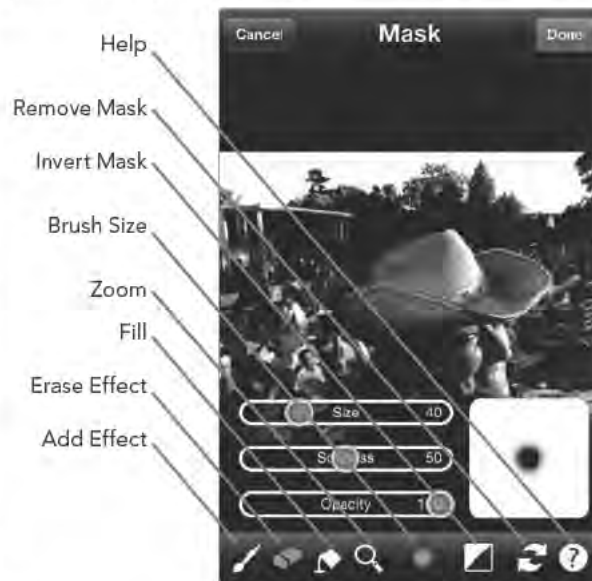 Help
Remove Mask
Invert Mask
Brush Size
Zoom
Fill
Erase Effect
Add Effect
Cancel Mask Done
Size 40
50
Opacity
?